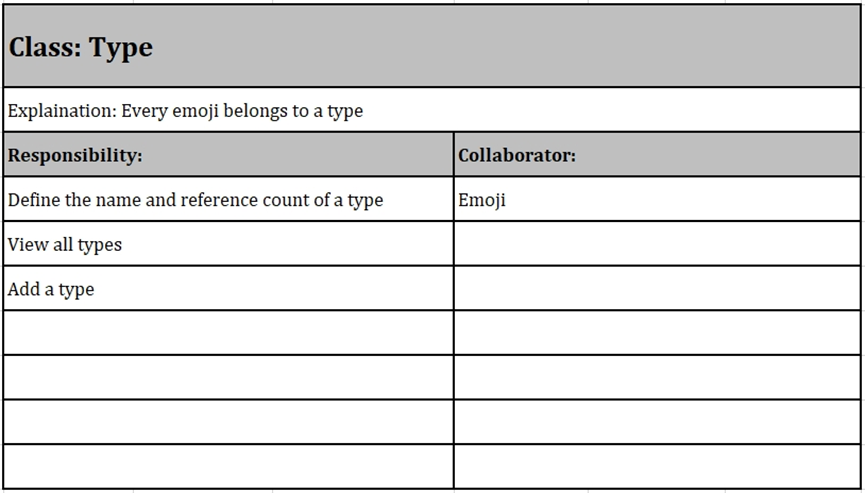 Class: Type
Explaination: Every emoji belongs to a type
Responsibility: Collaborator:
Define the name and reference count of a type Emoji
View all types
Add a type